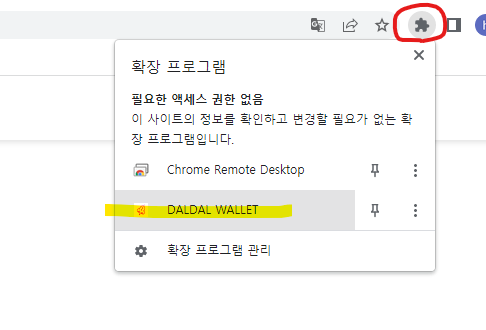 확장 프로그램
필요한 액세스 권한 없음
이 사이트의 정보를 확인하고 변경할 필요가 없는 확
장 프로그램입니다.
Chrome Remote Desktop
DALDAL WALLET
확장 프로그램 관리